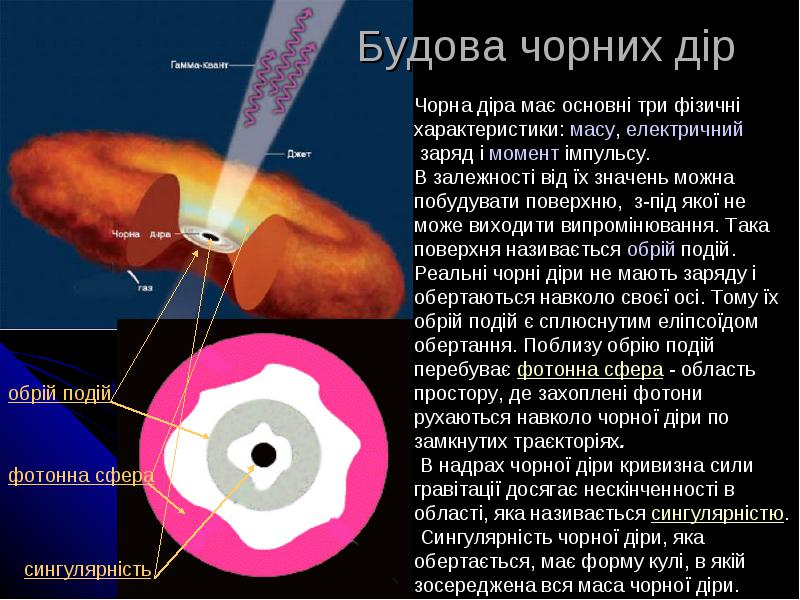 Будова чорних дір
Гамма-квант
Джет
Чорна діра
газ
Чорна діра має основні три фізичні
характеристики: масу, електричний
заряд і момент імпульсу.
В залежності від їх значень можна
побудувати поверхню, з-під якої не
може виходити випромінювання. Така
поверхня називається обрій подій.
Реальні чорні діри не мають заряду і
обертаються навколо своєї осі. Тому їх
обрій подій є сплюснутим еліпсоїдом
обертання. Поблизу обрію подій
перебуває фотонна сфера - область
простору, де захоплені фотони
рухаються навколо чорної діри по
замкнутих траєкторіях.
В надрах чорної діри кривизна сили
гравітації досягає нескінченності в
області, яка називається сингулярністю.
Сингулярність чорної діри, яка
обертається, має форму кулі, в якій
зосереджена вся маса чорної діри.
обрій подій
фотонна сфера
сингулярність